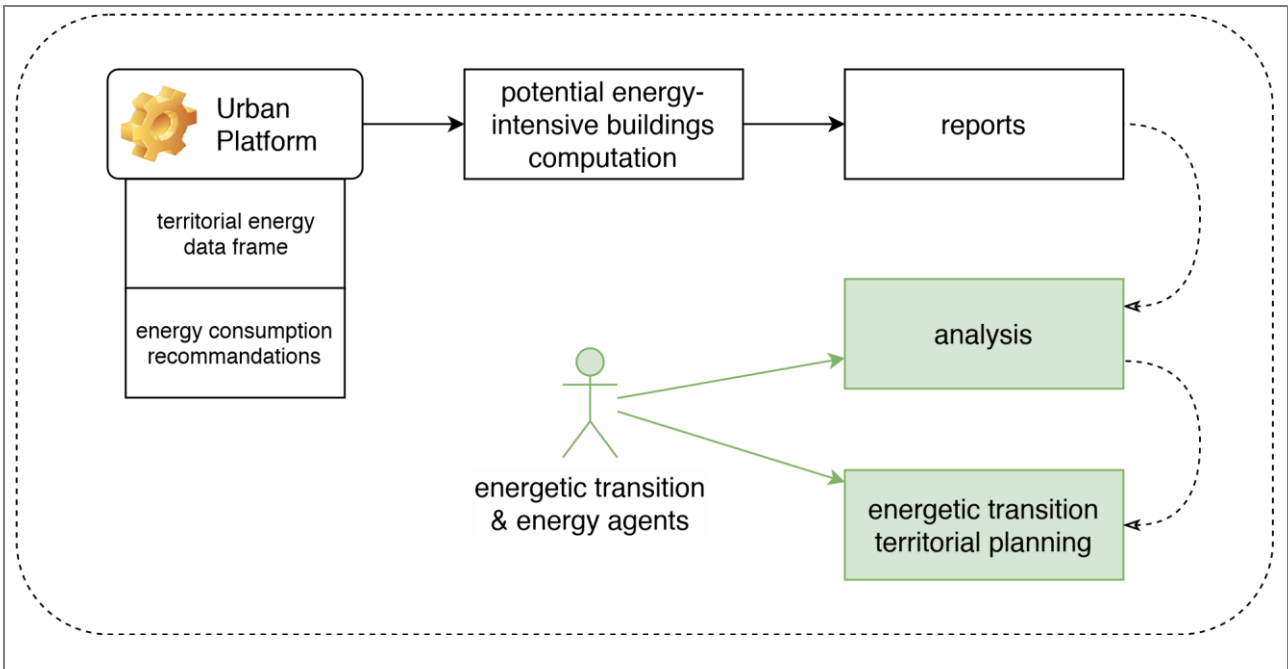 Urban
Platform
potential energy-
intensive buildings
computation
reports
territorial energy
data frame
energy consumption
recommandations
analysis
energetic transition
& energy agents
energetic transition
territorial planning